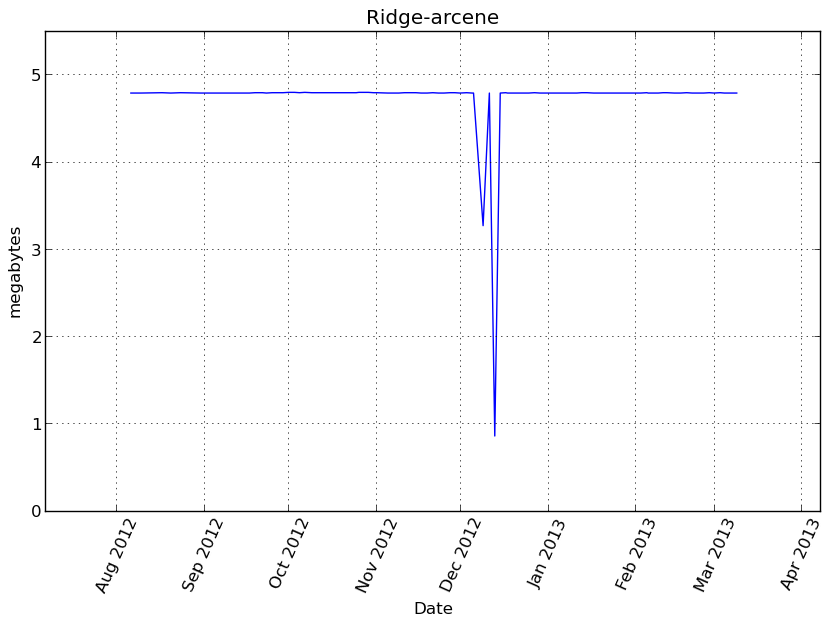 Ridge-arcene
megabytes
5
4
3
2
1
0
Aug 2012
Sep 2012
Oct 2012
Nov 2012
Dec 2012
Jan 2013
Feb 2013
Mar 2013
Apr 2013
Date